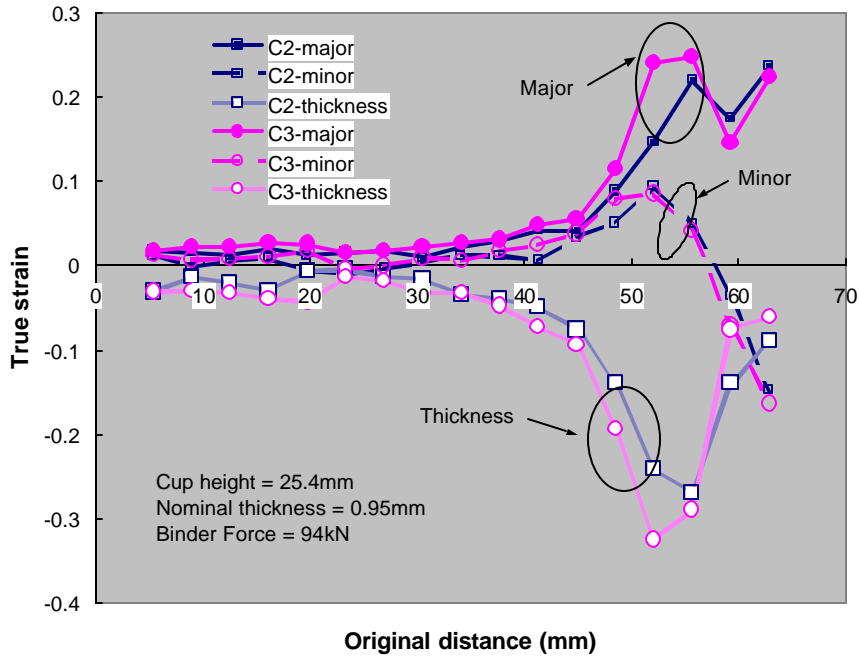 0.3
0.2
0.1
0
-0.1
-0.2
-0.3
-0.4
0
10
20
30
40
50
60
70
True strain
Original distance (mm)
C2-major
C2-minor
C2-thickness
C3-major
C3-minor
C3-thickness
Major
Minor
Thickness
Cup height = 25.4mm
Nominal thickness = 0.95mm
Binder Force = 94kN